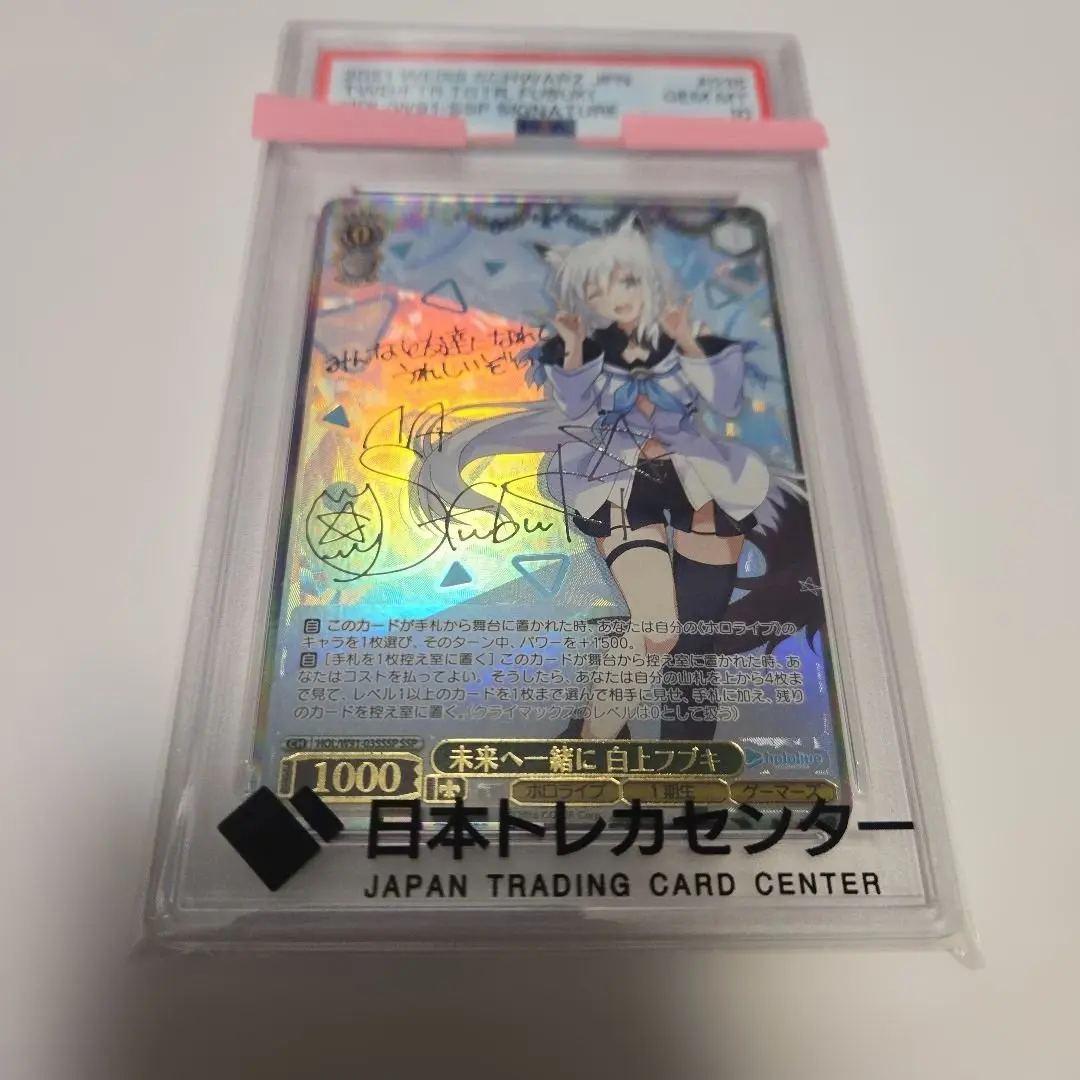 GEM MT
10
みんなと友達になれて
うれしいぞっ
Fubuki
自 このカードが手札から舞台に置かれた時、あなたは自分の《ホロライブ》の
キャラを1枚選び、そのターン中、パワーを+1500。
自 [手札を1枚控え室に置く] このカードが舞台から控え室に置かれた時、あ
なたはコストを払ってよい。そうしたら、あなたは自分の山札を上から4枚ま
で見て、レベル1以上のカードを1枚まで選んで相手に見せ、手札に加え、残り
のカードを控え室に置く。(クライマックスのレベルは0として扱う)
HOL/W91-035SSP SSP
未来へ一緒に 白上フブキ
hololive
1000
ホロライブ 1期生 ゲーマーズ
日本トレカセンター
JAPAN TRADING CARD CENTER